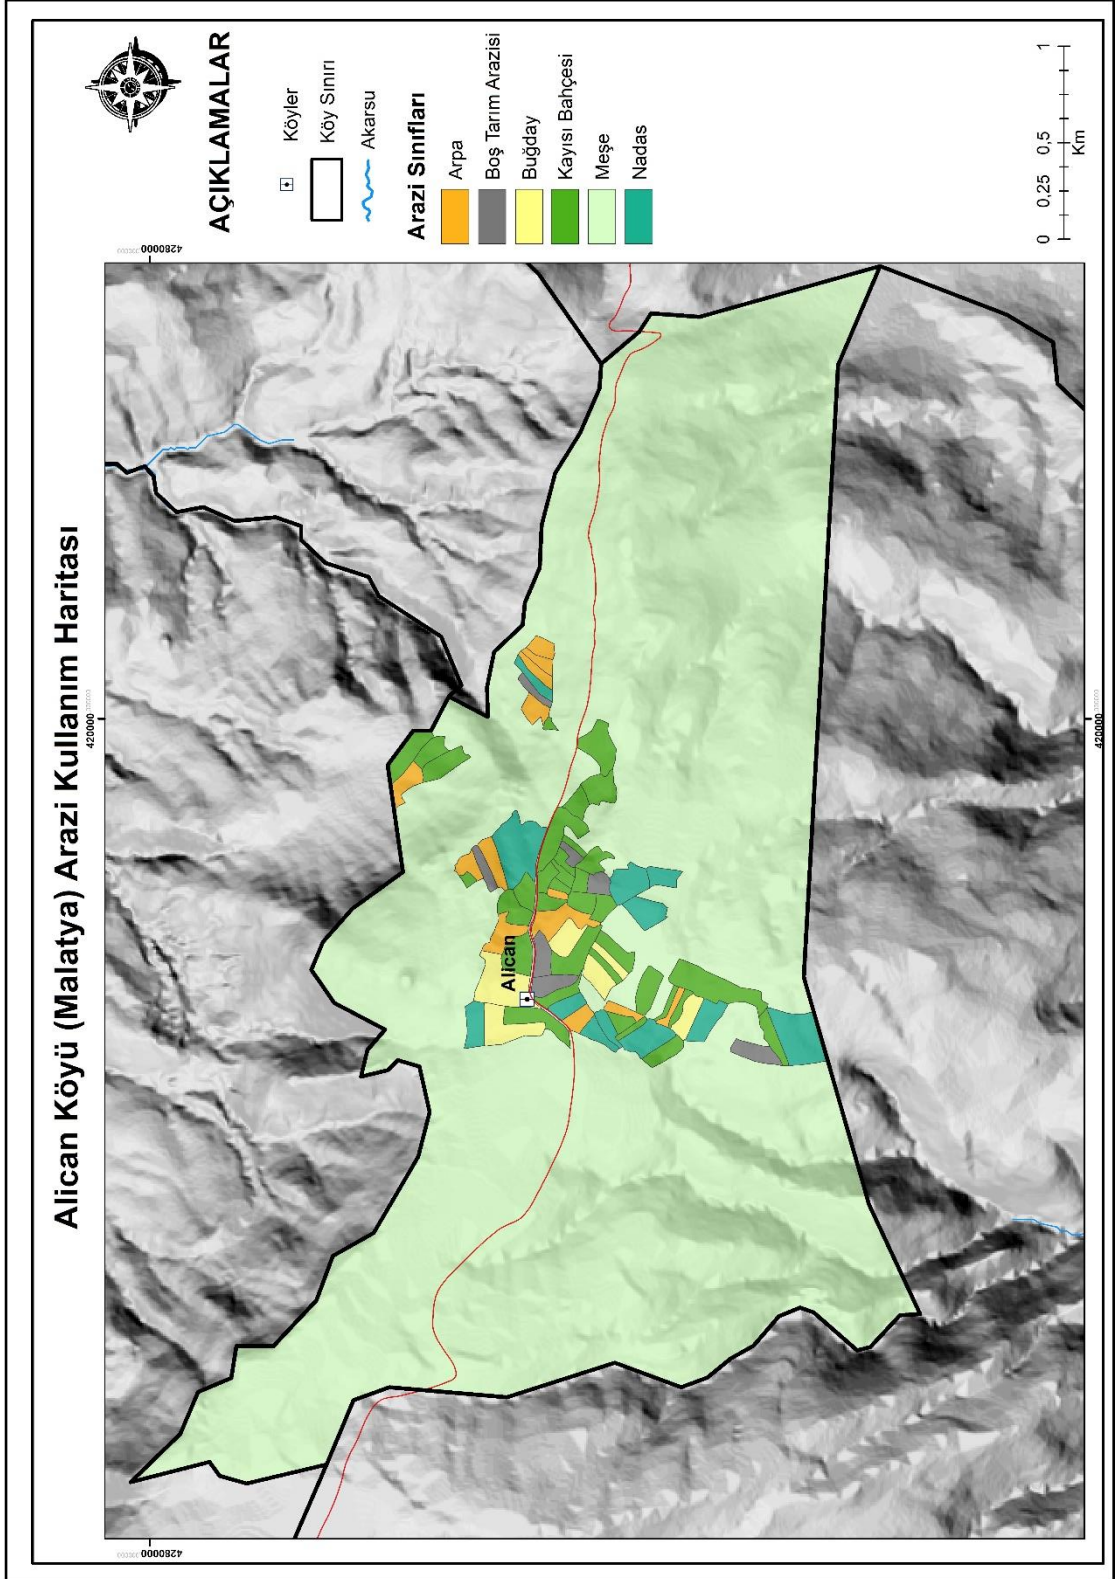 Alican Köyü (Malatya) Arazi Kullanım Haritası
420000
4280000
4280000
420000
Alican
AÇIKLAMALAR
Köyler
Köy Sınırı
Akarsu
Arazi Sınıfları
Arpa
Boş Tarım Arazisi
Buğday
Kayısı Bahçesi
Meşe
Nadas
0 0,25 0,5 1
Km